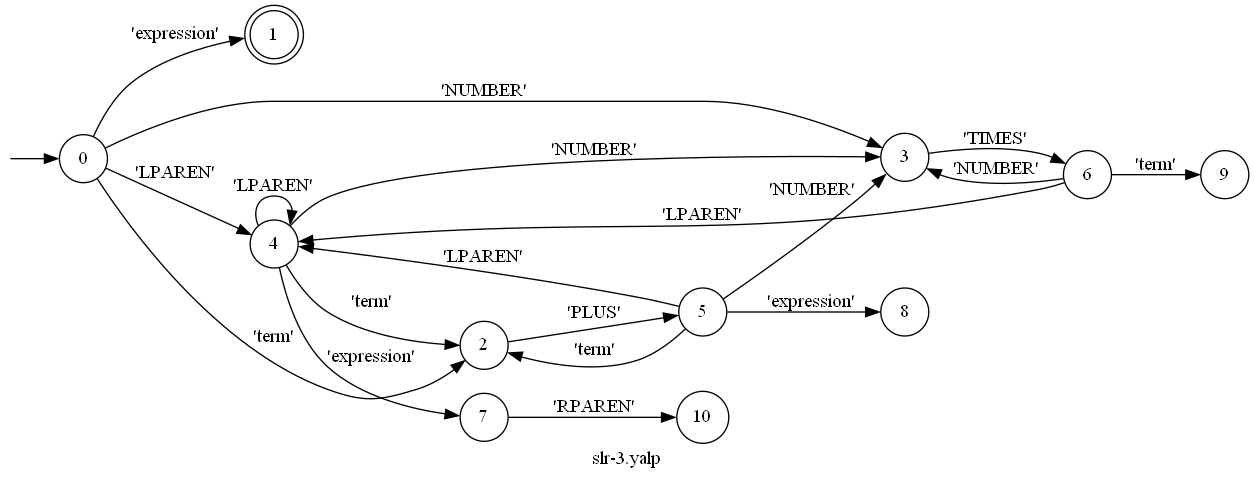 'expression'
1
'NUMBER'
0
'LPAREN'
'LPAREN'
4
'NUMBER'
3
'TIMES'
'NUMBER'
6
'term'
9
'NUMBER'
'LPAREN'
'LPAREN'
'term'
'term'
'expression'
2
'PLUS'
'term'
5
'expression'
8
7
'RPAREN'
10
slr-3.yalp